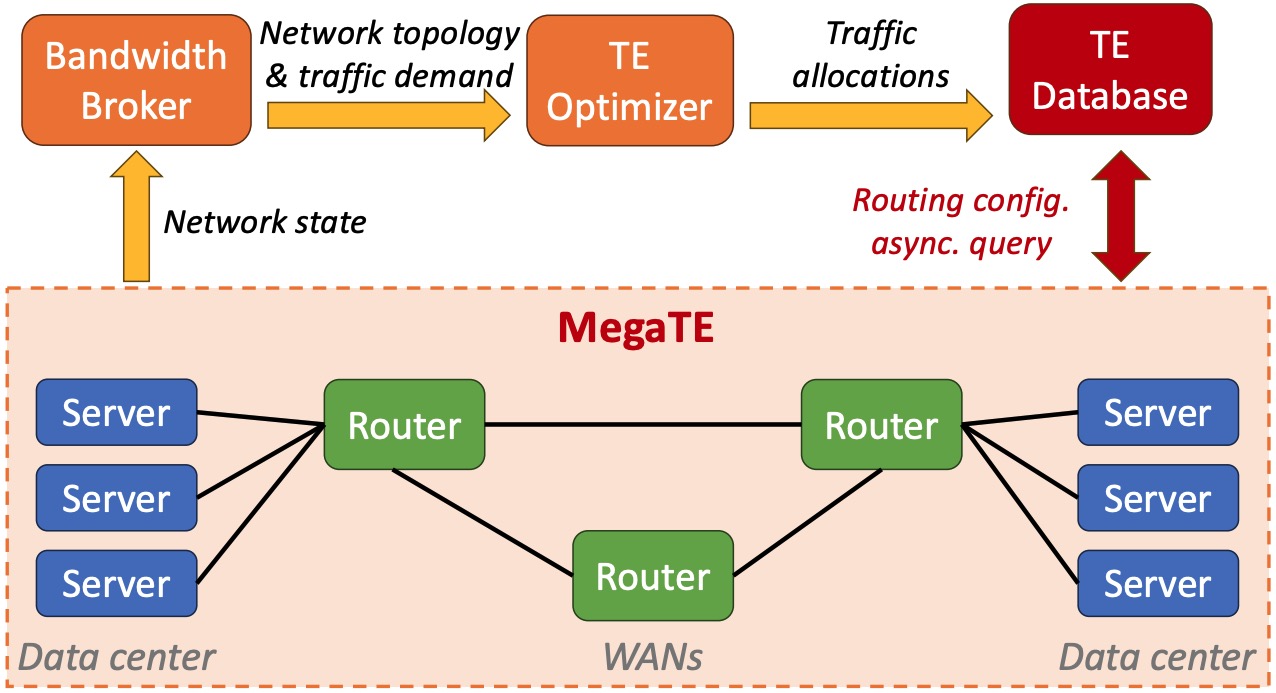 Bandwidth
Broker
Network topology
& traffic demand
TE
Optimizer
Traffic
allocations
TE
Database
Network state
Routing config.
async. query
MegaTE
Server
Router
Router
Server
Server
Server
Server
Router
Server
Data center
WANs
Data center